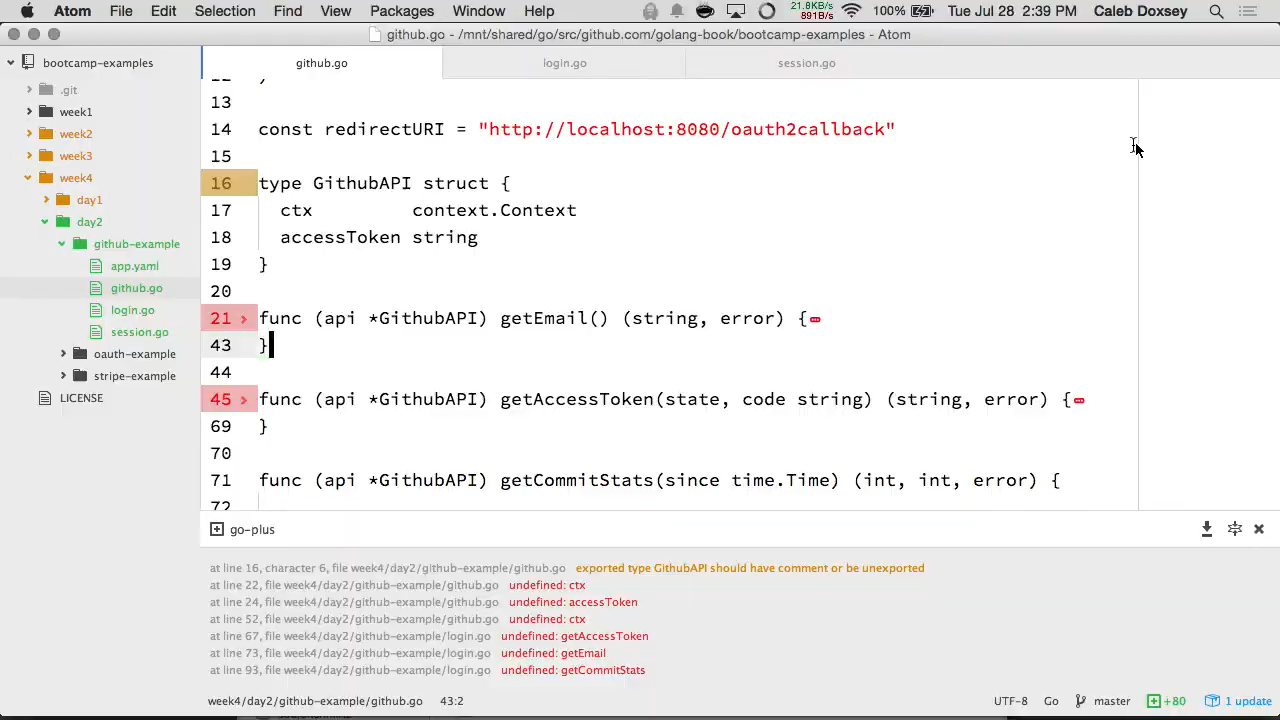 Atom File Edit Selection Find View Packages Window Help 21.8KB/s 891B/s 100% Tue Jul 28 2:39 PM Caleb Doxsey
github.go - /mnt/shared/go/src/github.com/golang-book/bootcamp-examples - Atom
bootcamp-examples
.git
week1
week2
week3
week4
day1
day2
github-example
app.yaml
github.go
login.go
session.go
oauth-example
stripe-example
LICENSE
github.go login.go session.go
13
14 const redirectURI = "http://localhost:8080/oauth2callback"
15
16 type GithubAPI struct {
17 ctx context.Context
18 accessToken string
19 }
20
21 func (api *GithubAPI) getEmail() (string, error) {
43 }
44
45 func (api *GithubAPI) getAccessToken(state, code string) (string, error) {
69 }
70
71 func (api *GithubAPI) getCommitStats(since time.Time) (int, int, error) {
72
go-plus
at line 16, character 6, file week4/day2/github-example/github.go exported type GithubAPI should have comment or be unexported
at line 22, file week4/day2/github-example/github.go undefined: ctx
at line 24, file week4/day2/github-example/github.go undefined: accessToken
at line 52, file week4/day2/github-example/github.go undefined: ctx
at line 67, file week4/day2/github-example/login.go undefined: getAccessToken
at line 73, file week4/day2/github-example/login.go undefined: getEmail
at line 93, file week4/day2/github-example/login.go undefined: getCommitStats
week4/day2/github-example/github.go 43:2 UTF-8 Go master +80 1 update